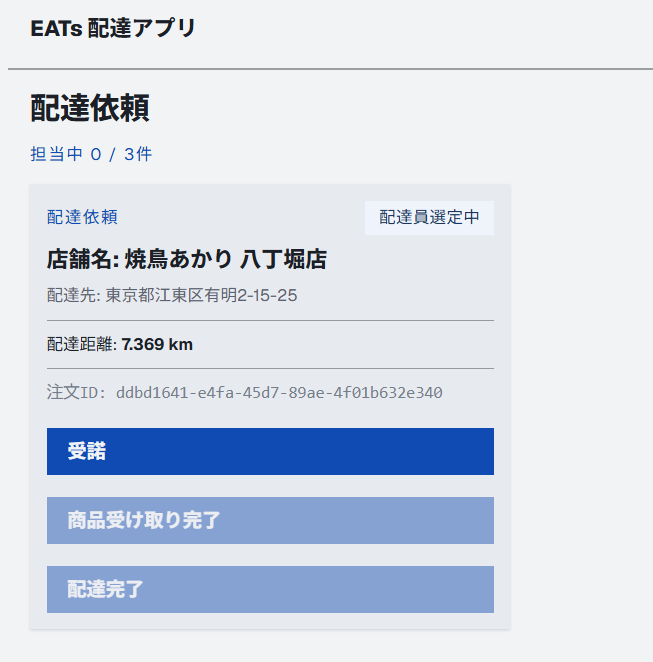 EATs 配達アプリ
配達依頼
担当中 0 / 3件
配達依頼
配達員選定中
店舗名: 焼鳥あかり 八丁堀店
配達先: 東京都江東区有明2-15-25
配達距離: 7.369 km
注文ID: ddbd1641-e4fa-45d7-89ae-4f01b632e340
受諾
商品受け取り完了
配達完了